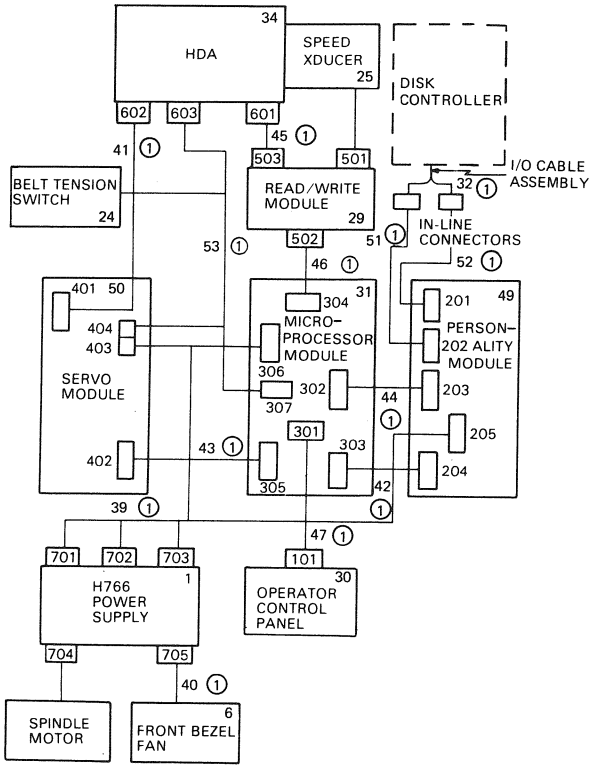 34
HDA
SPEED
XDUCER
25
DISK
CONTROLLER
602
603
601
41 1
45 1
503
501
I/O CABLE
ASSEMBLY
32
1
BELT TENSION
SWITCH
24
READ/WRITE
MODULE
29
502
IN-LINE
CONNECTORS
51 1
52 1
53 1
46 1
401 50
404
403
SERVO
MODULE
402
31
304
MICRO-
PROCESSOR
MODULE
306
302
307
301
303
305
49
201
PERSON-
202 ALITY
MODULE
203
205
204
44
1
43 1
42
1
39 1
47 1
701
702
703
101
1
H766
POWER
SUPPLY
30
OPERATOR
CONTROL
PANEL
704
705
40 1
SPINDLE
MOTOR
6
FRONT BEZEL
FAN